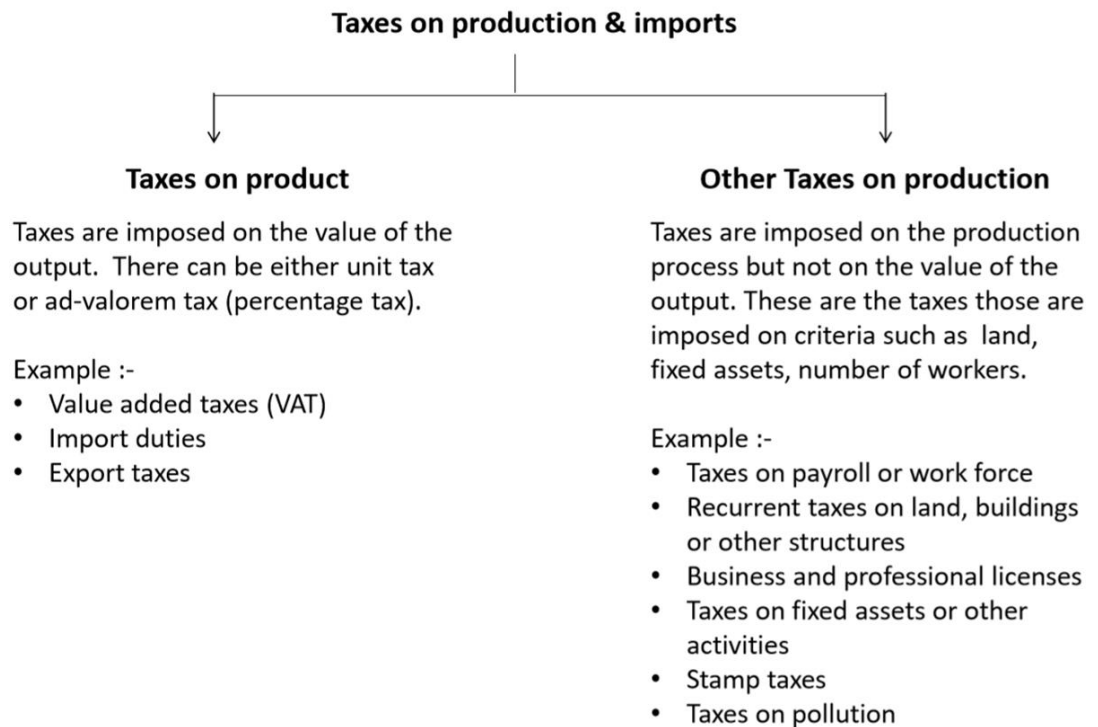 Taxes on production & imports
Taxes on product
Taxes are imposed on the value of the
output.  There can be either unit tax
or ad-valorem tax (percentage tax).
Example :-
• Value added taxes (VAT)
• Import duties
• Export taxes
Other Taxes on production
Taxes are imposed on the production
process but not on the value of the
output. These are the taxes those are
imposed on criteria such as  land,
fixed assets, number of workers.
Example :-
• Taxes on payroll or work force
• Recurrent taxes on land, buildings
or other structures
• Business and professional licenses
• Taxes on fixed assets or other
activities
• Stamp taxes
• Taxes on pollution